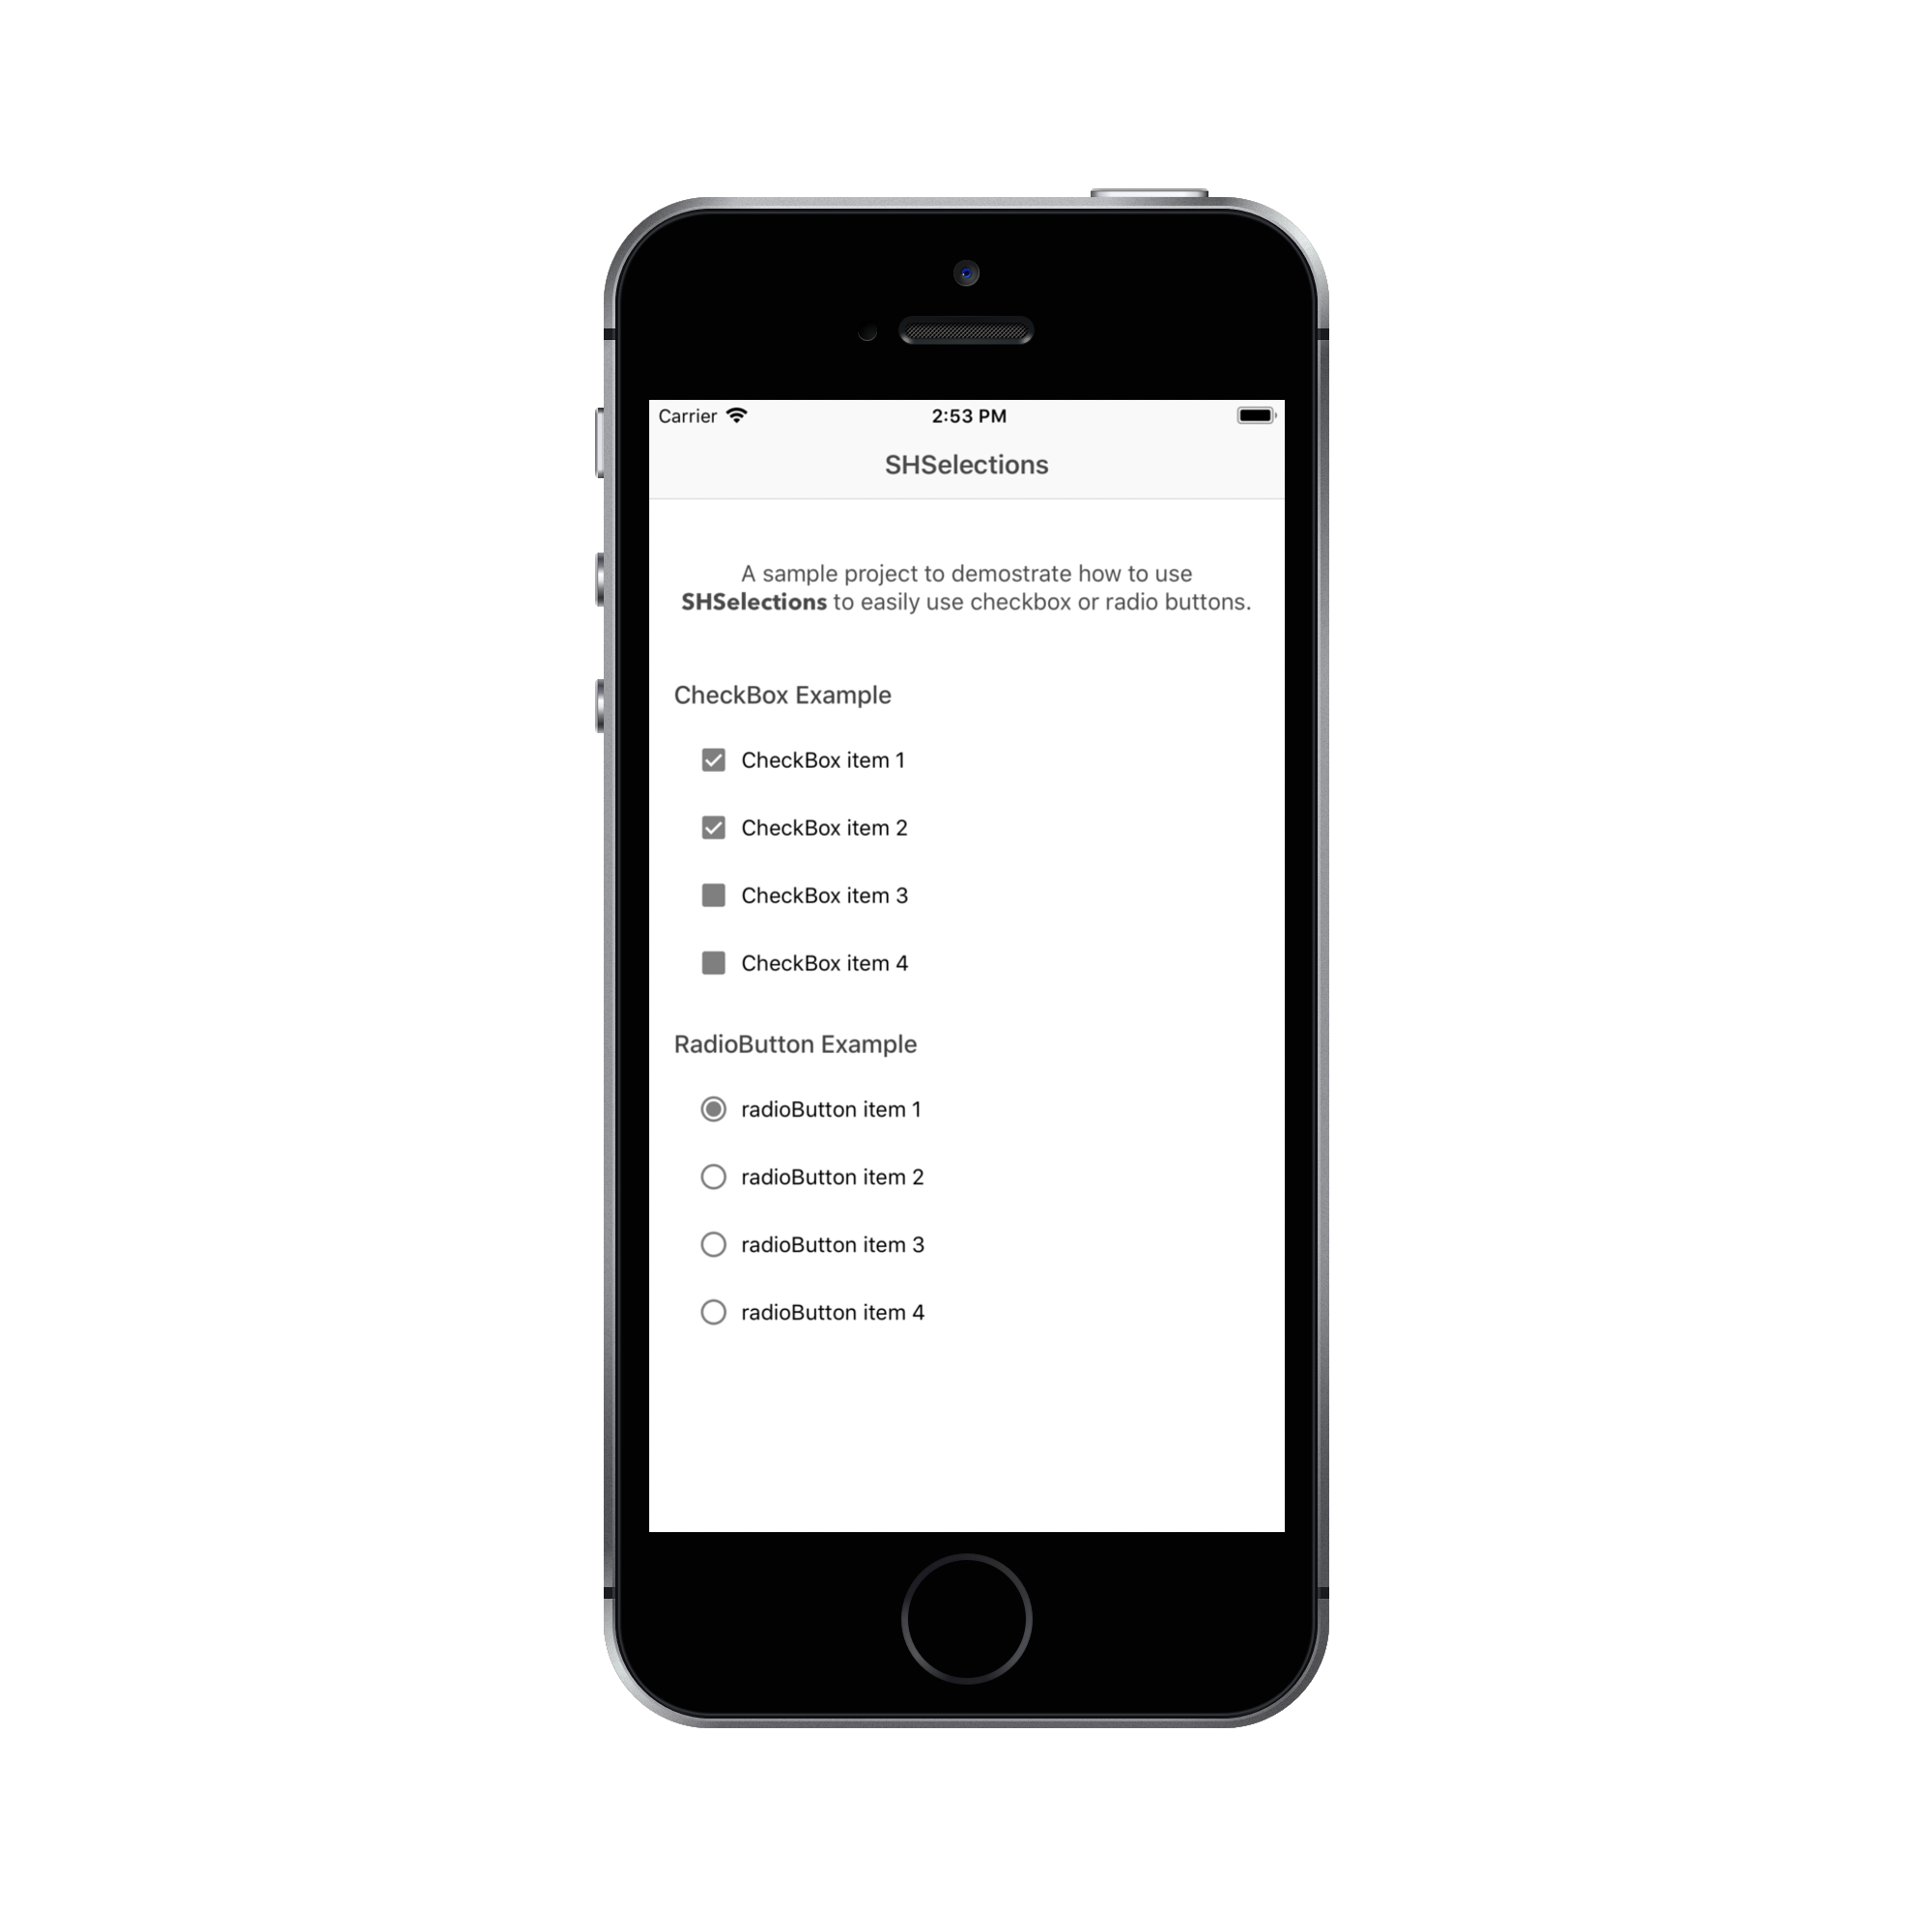 Carrier 2:53 PM
SHSelections
A sample project to demostrate how to use
SHSelections to easily use checkbox or radio buttons.
CheckBox Example
CheckBox item 1
CheckBox item 2
CheckBox item 3
CheckBox item 4
RadioButton Example
radioButton item 1
radioButton item 2
radioButton item 3
radioButton item 4